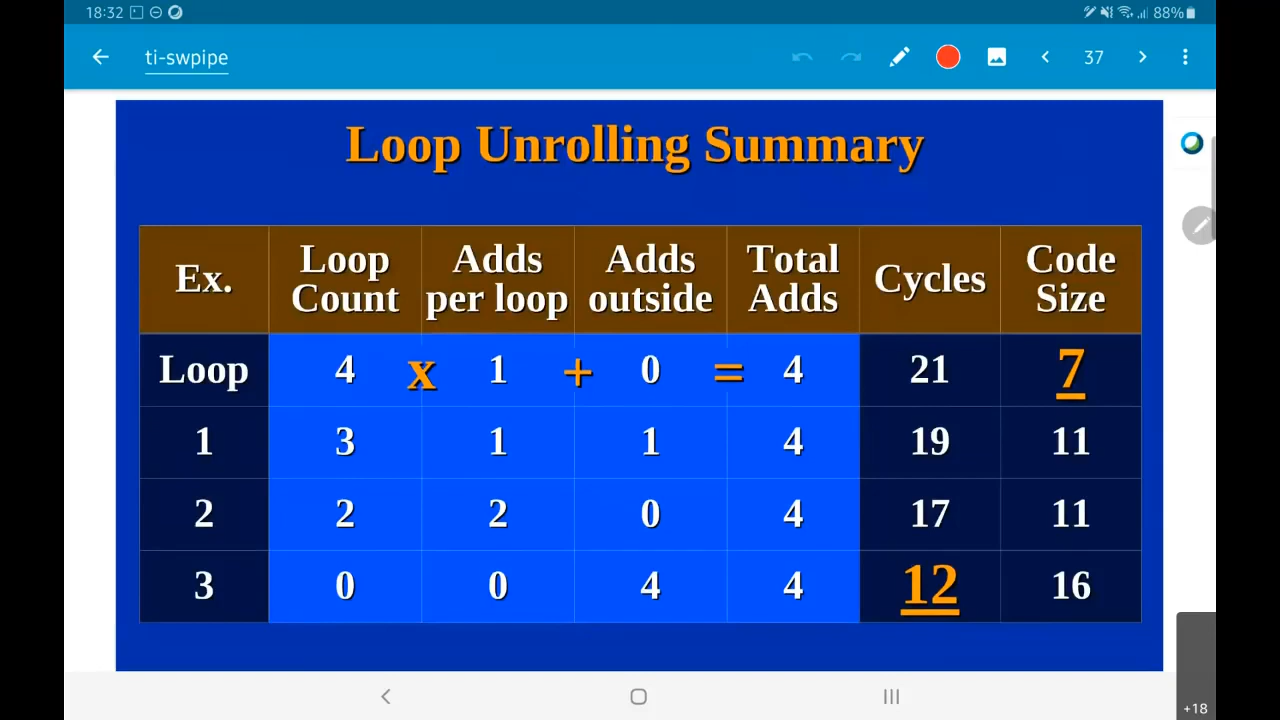 18:32 88%
ti-swpipe 37
Loop Unrolling Summary
Ex. Loop Count Adds per loop Adds outside Total Adds Cycles Code Size
Loop 4 x 1 + 0 = 4 21 7
1 3 1 1 4 19 11
2 2 2 0 4 17 11
3 0 0 4 4 12 16
+18